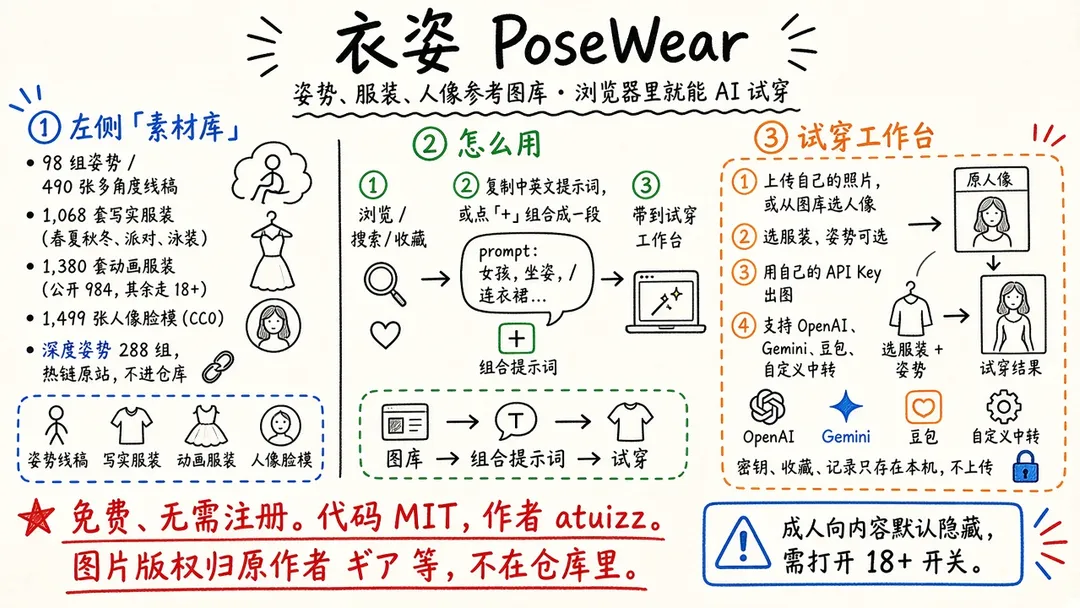 衣姿 PoseWear
姿势、服装、人像参考图库·浏览器里就能 AI 试穿
① 左侧「素材库」
• 98 组姿势 /
490 张多角度线稿
• 1,068 套写实服装
(春夏秋冬、派对、泳装)
• 1,380 套动画服装
(公开 984, 其余走 18+)
• 1,499 张人像脸模 (CC0)
• 深度姿势 288 组,
热链原站, 不进仓库
姿势线稿
写实服装
动画服装
人像脸模
② 怎么用
①
浏览 /
搜索/收藏
② 复制中英文提示词,
或点「+」组合成一段
prompt:
女孩, 坐姿, /
连衣裙...
+
组合提示词
③
带到试穿
工作台
T
图库 → 组合提示词 → 试穿
③ 试穿工作台
① 上传自己的照片,
或从图库选人像
② 选服装, 姿势可选
③ 用自己的 API Key
出图
④ 支持 OpenAI、
Gemini、豆包、
自定义中转
原人像
选服装 +
姿势
试穿结果
OpenAI
Gemini
豆包
自定义中转
密钥、收藏、记录只存在本机, 不上传
★ 免费、无需注册。代码 MIT, 作者 atuizz。
图片版权归原作者 ギア 等, 不在仓库里。
成人向内容默认隐藏,
需打开 18+ 开关。